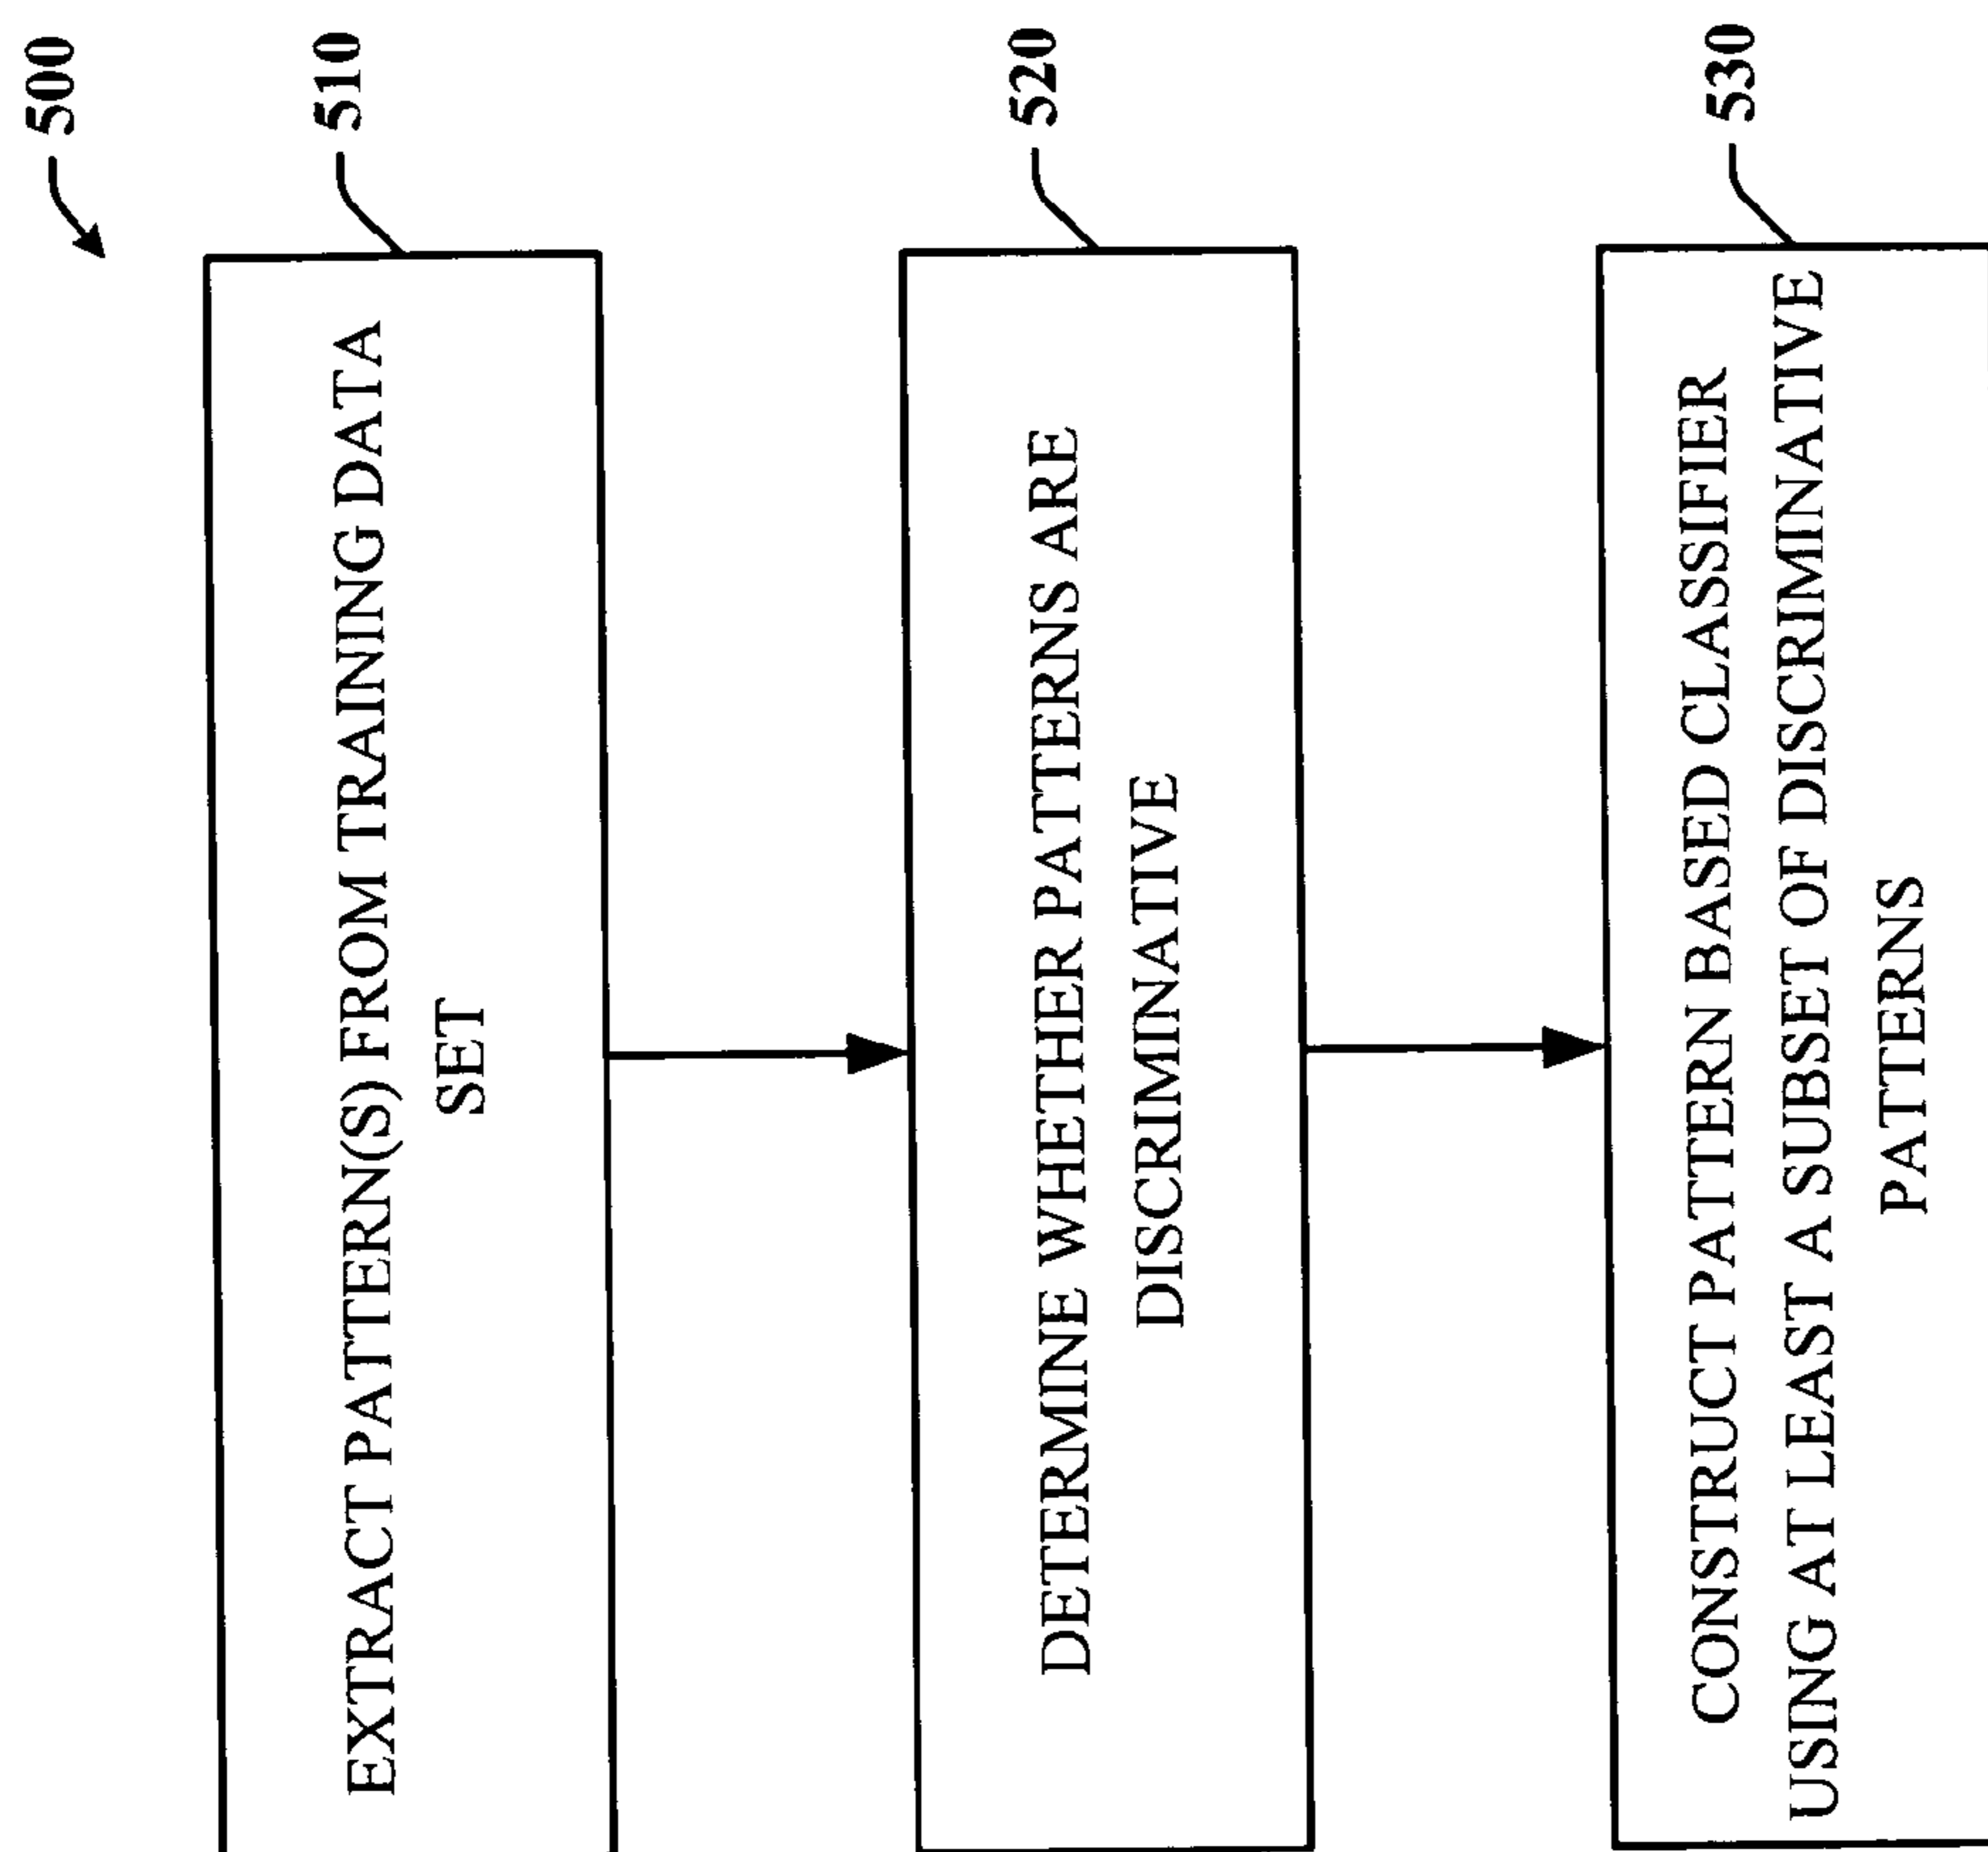 500
510
EXTRACT PATTERN(S) FROM TRAINING DATA
SET
520
DETERMINE WHETHER PATTERNS ARE
DISCRIMINATIVE
530
CONSTRUCT PATTERN BASED CLASSIFIER
USING AT LEAST A SUBSET OF DISCRIMINATIVE
PATTERNS